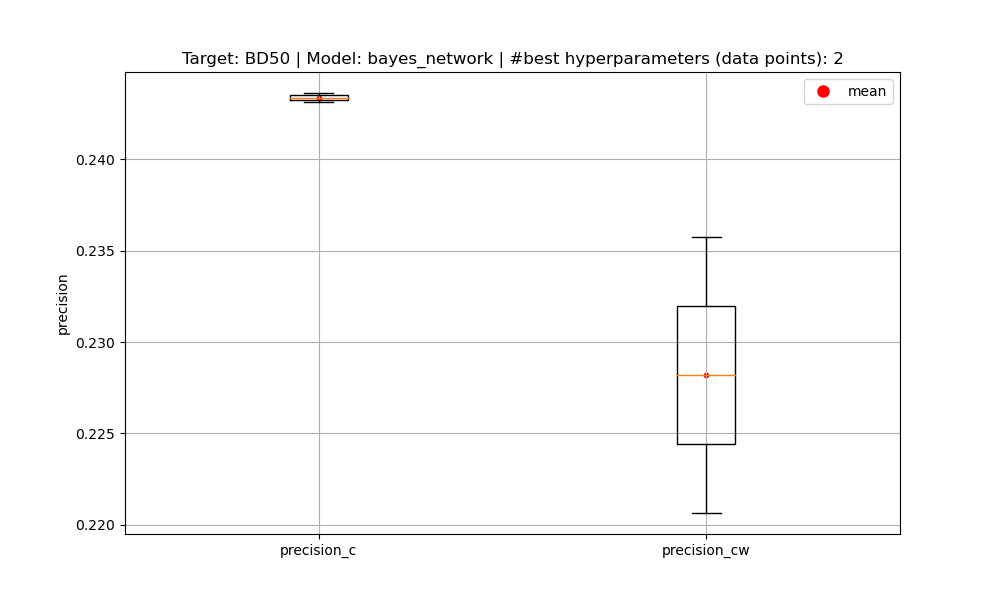 Target: BD50 | Model: bayes_network | #best hyperparameters (data points): 2
mean
0.240
0.235
0.230
0.225
0.220
precision
precision_c
precision_cw